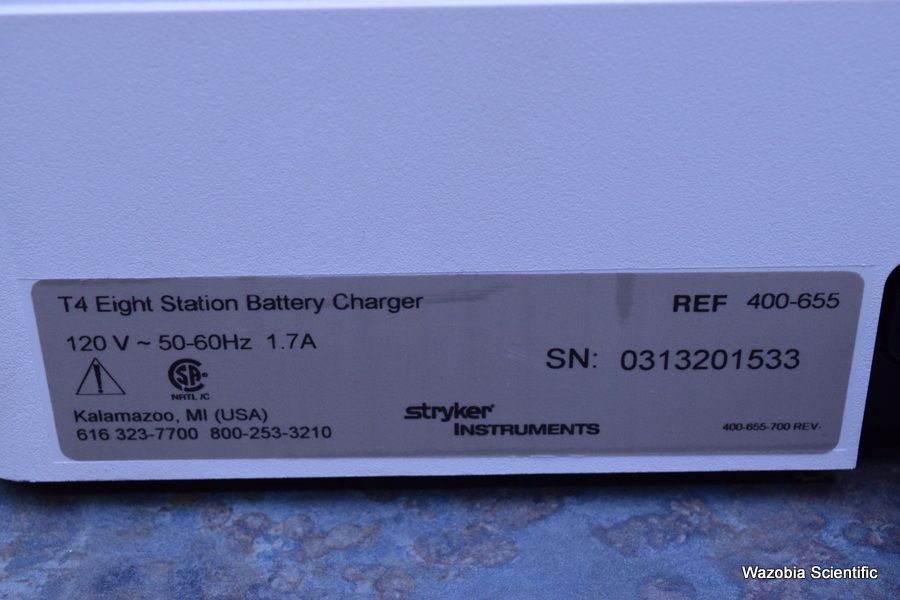 T4 Eight Station Battery Charger
REF 400-655
120 V ~ 50-60Hz 1.7A
SN: 0313201533
SA
NRTL /C
Kalamazoo, MI (USA)
616 323-7700 800-253-3210
stryker
INSTRUMENTS
400-655-700 REV-
Wazobia Scientific